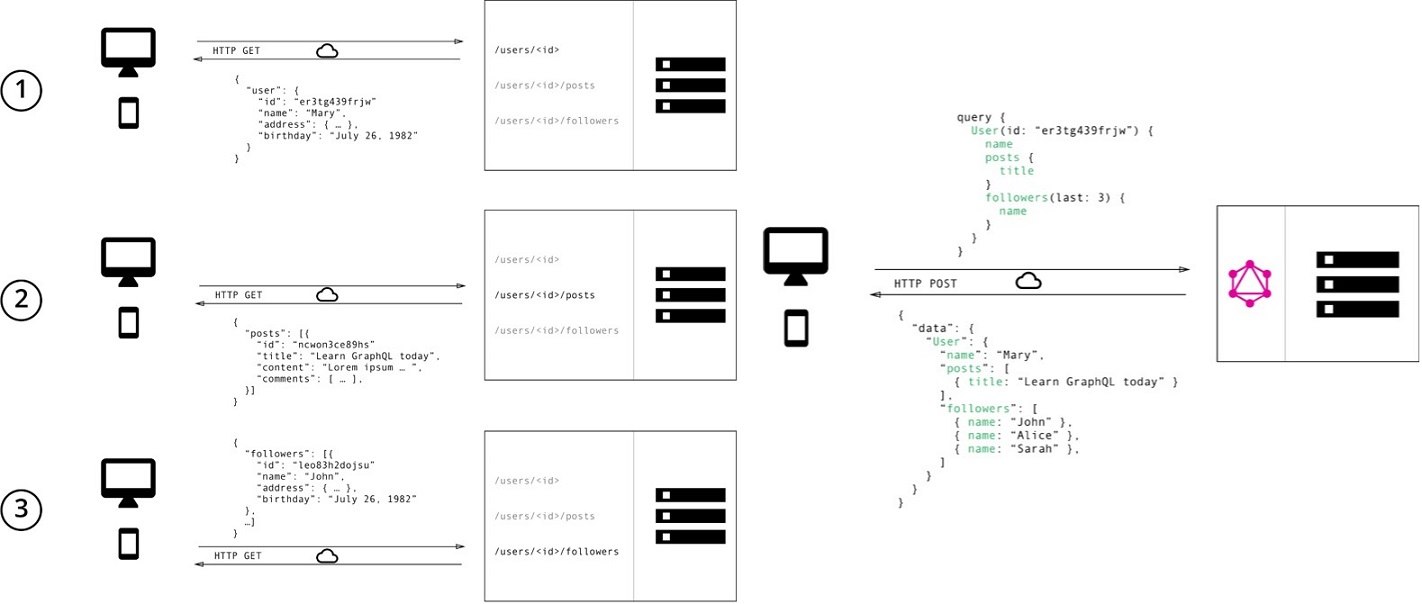 1
HTTP GET
{
"user": {
"id": “er3tg439frjw”
"name": “Mary”,
"address": { … },
"birthday": “July 26, 1982”
}
}
/users/<id>
/users/<id>/posts
/users/<id>/followers
2
HTTP GET
{
"posts": [{
"id": “ncwon3ce89hs”
"title": “Learn GraphQL today”,
"content": “Lorem ipsum … ”,
"comments": [ … ],
}]
}
/users/<id>
/users/<id>/posts
/users/<id>/followers
3
{
"followers": [{
"id": “leo83h2dojsu”
"name": “John”,
"address": { … },
"birthday": “July 26, 1982”
},
…]
}
HTTP GET
/users/<id>
/users/<id>/posts
/users/<id>/followers
query {
User(id: “er3tg439frjw”) {
name
posts {
title
}
followers(last: 3) {
name
}
}
}
HTTP POST
{
“data”: {
“User”: {
“name”: “Mary”,
“posts”: [
{ title: “Learn GraphQL today” }
],
“followers”: [
{ name: “John” },
{ name: “Alice” },
{ name: “Sarah” },
]
}
}
}